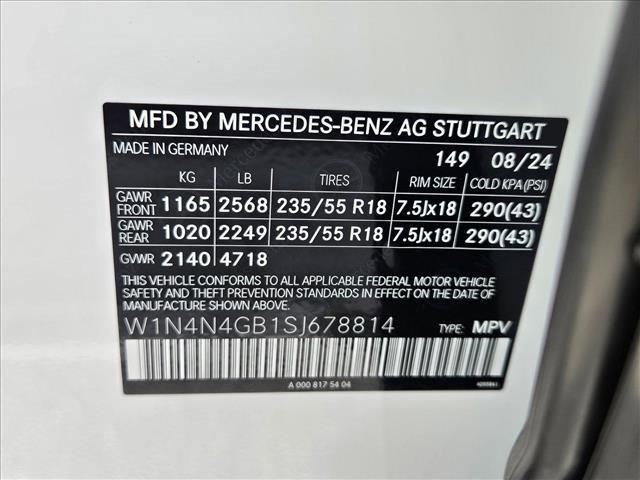 MFD BY MERCEDES-BENZ AG STUTTGART
MADE IN GERMANY 149 08/24
KG LB TIRES RIM SIZE COLD KPA (PSI)
GAWR FRONT 1165 2568 235/55 R18 7.5Jx18 290(43)
GAWR REAR 1020 2249 235/55 R18 7.5Jx18 290(43)
GVWR 2140 4718
THIS VEHICLE CONFORMS TO ALL APPLICABLE FEDERAL MOTOR VEHICLE
SAFETY AND THEFT PREVENTION STANDARDS IN EFFECT ON THE DATE OF
MANUFACTURE SHOWN ABOVE.
W1N4N4GB1SJ678814 TYPE: MPV
A 000 817 54 04